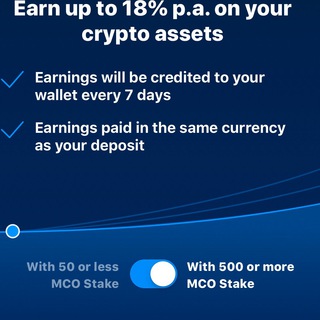 Earn up to 18% p.a. on your
crypto assets
Earnings will be credited to your
wallet every 7 days
Earnings paid in the same currency
as your deposit
With 50 or less
MCO Stake
With 500 or more
MCO Stake